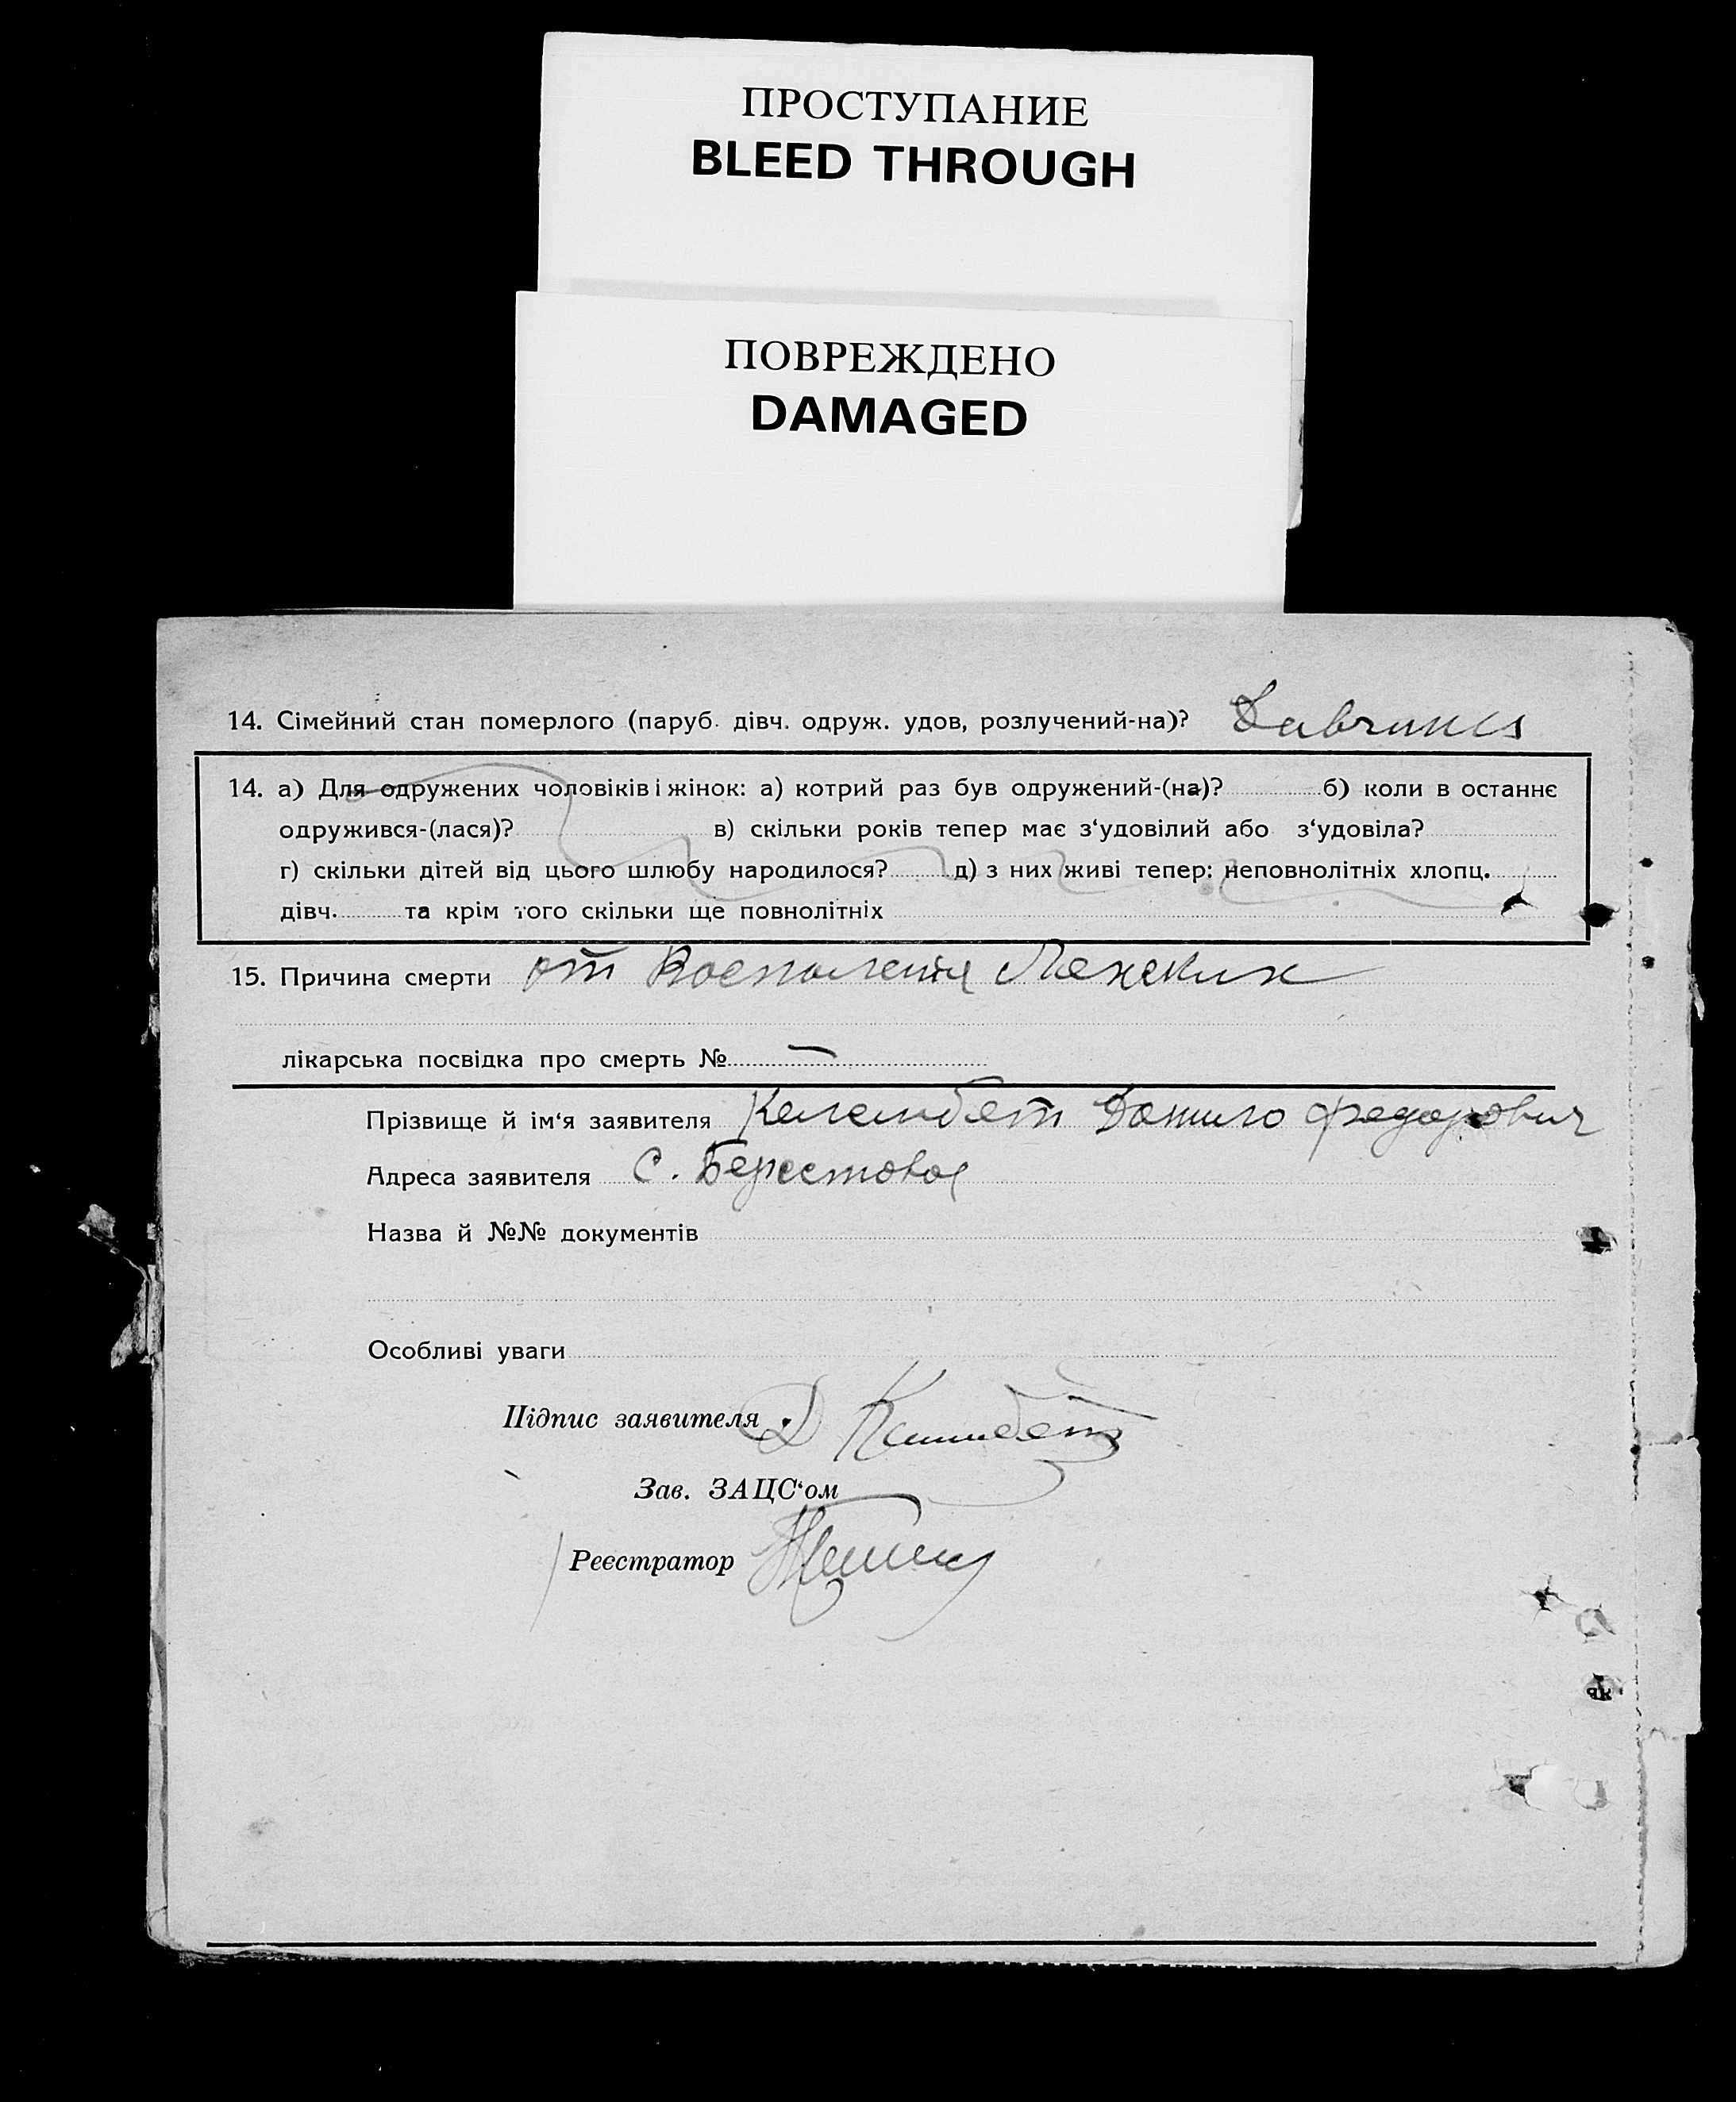 ПРОСТУПАНИЕ
BLEED THROUGH
ПОВРЕЖДЕНО
DAMAGED
14. Сімейний стан померлого (паруб. дівч. одруж. удов, розлучений-на)? Дивчина
14. а) Для одружених чоловіків і жінок: а) котрий раз був одружений-(на)? б) коли в останнє
одружився-(лася)? в) скільки років тепер має з‘удовілий або з‘удовіла?
г) скільки дітей від цього шлюбу народилося? д) з них живі тепер: неповнолітніх хлопц.
дівч. та крім того скільки ще повнолітніх
15. Причина смерти от Воспаления
лікарська посвідка про смерть № —
Прізвище й ім‘я заявителя Данило Федорович
Адреса заявителя с. Берестовое
Назва й №№ документів
Особливі уваги
Підпис заявителя Д
Зав. ЗАЦС‘ом
Реєстратор
як